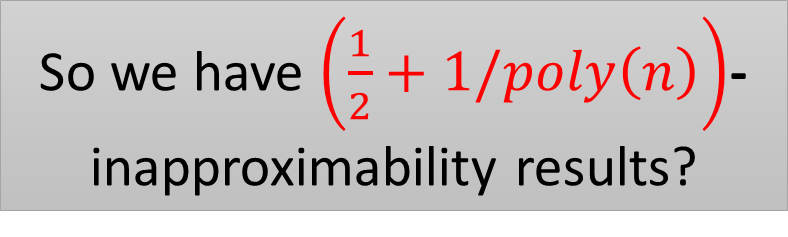 So we have (1/2 + 1/poly(n))-
inapproximability results?